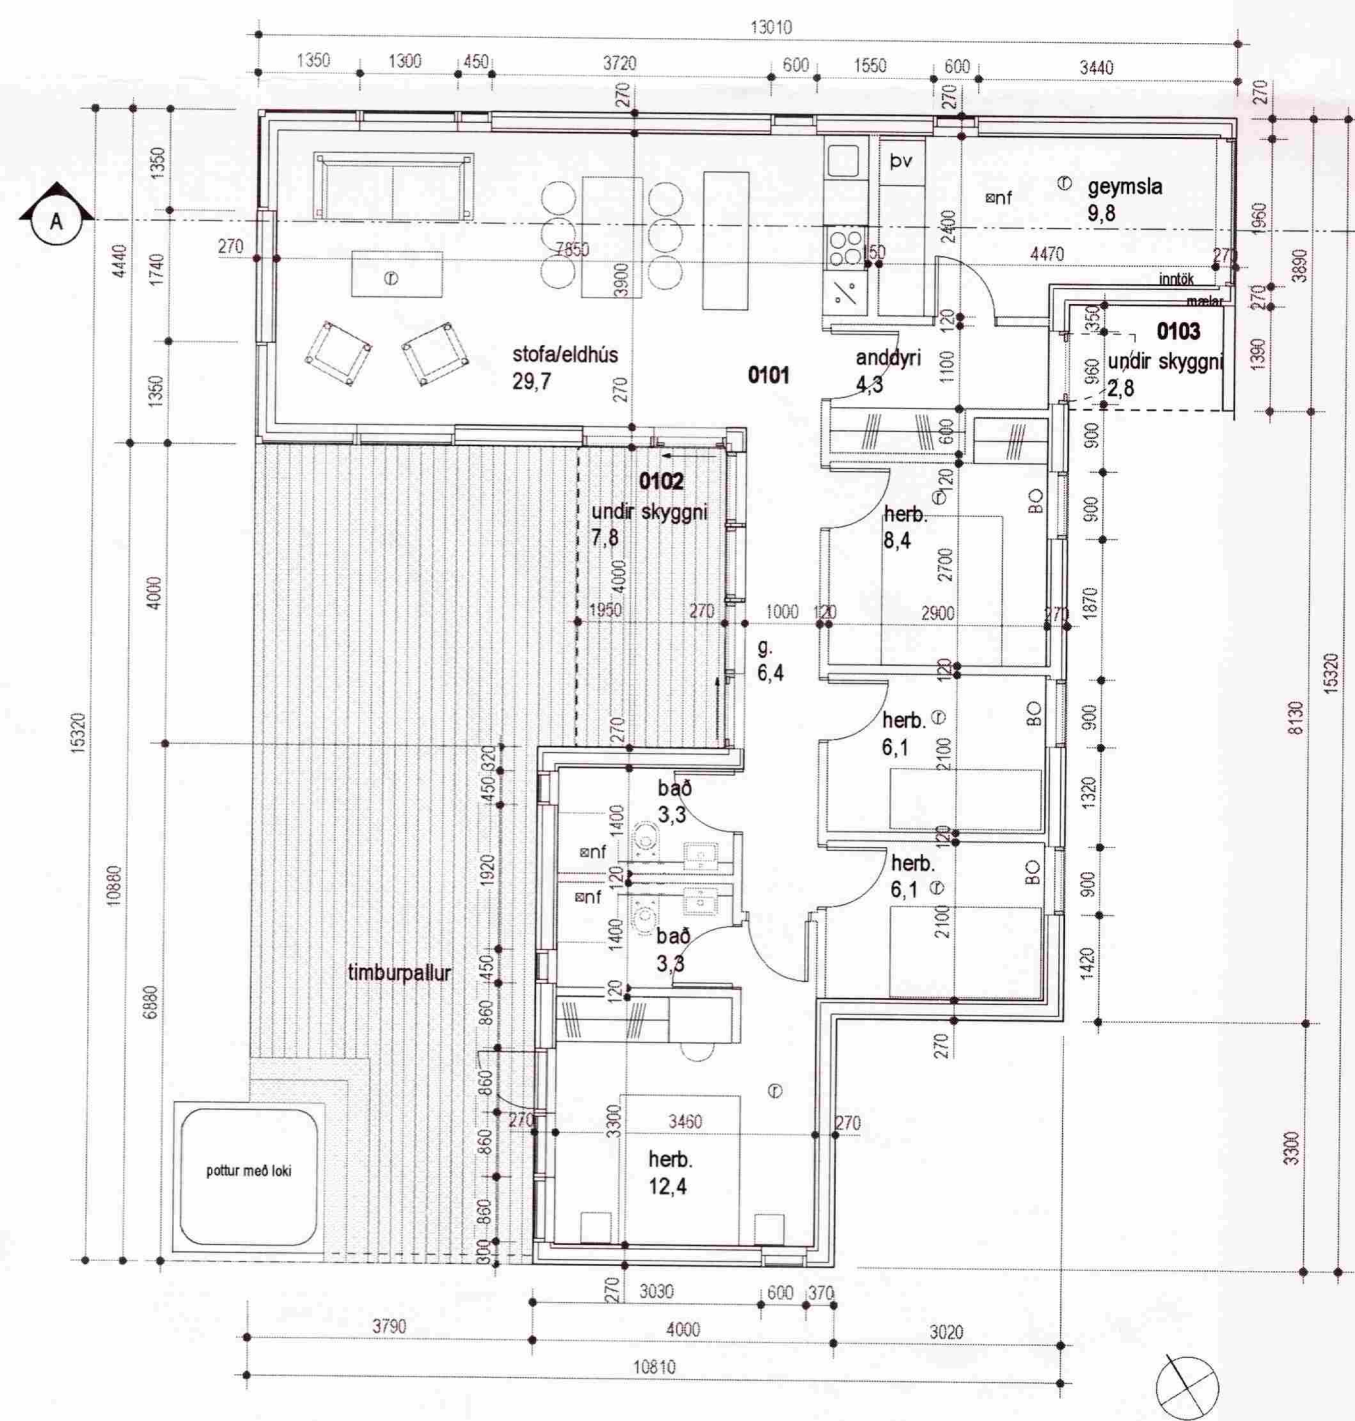 13010
1350 1300 450 3720 600 1550 600 3440
270 270 270
A
þv
nf
r
geymsla
9,8
1350
1740
1350
4440
270
7850
3900
r
2400
50
4470
270
1960
270
3890
1390
inntök
mælar
stofa/eldhús
29,7
270
0101
anddyri
4,3
120
1100
600
120
350
960
0103
undir skyggni
2,8
900
0102
undir skyggni
7,8
4000
1950 270 1000 120 2900 270
herb.
8,4
r
BO
2700
900
1870
15320
8130
4000
g.
6,4
120
herb.
6,1
r
BO
2100
900
1320
15320
270
320
450
bað
3,3
1400
nf
120
nf
1920
1400
bað
3,3
120
herb.
6,1
r
BO
2100
120
900
1420
270
10880
6880
timburpallur
450
860
860
860
860
300
r
270
3300
3460
270
herb.
12,4
pottur með loki
3300
270
3030 600 370
3790 4000 3020
10810